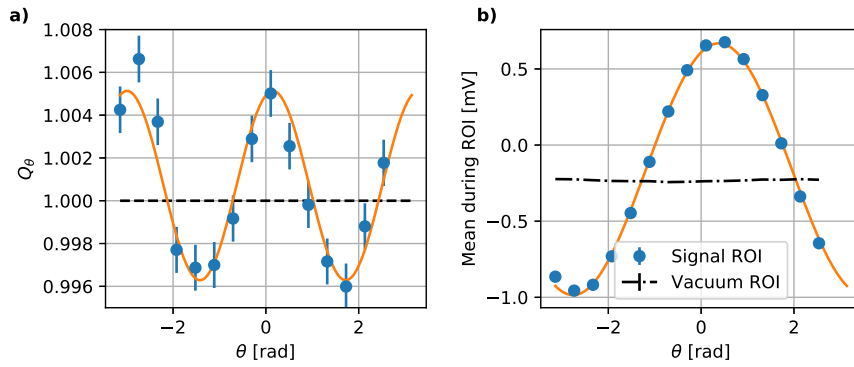 a)
1.008
1.006
1.004
1.002
1.000
0.998
0.996
Qθ
−2
0
2
θ [rad]
b)
0.5
0.0
−0.5
−1.0
Mean during ROI [mV]
Signal ROI
Vacuum ROI
−2
0
2
θ [rad]